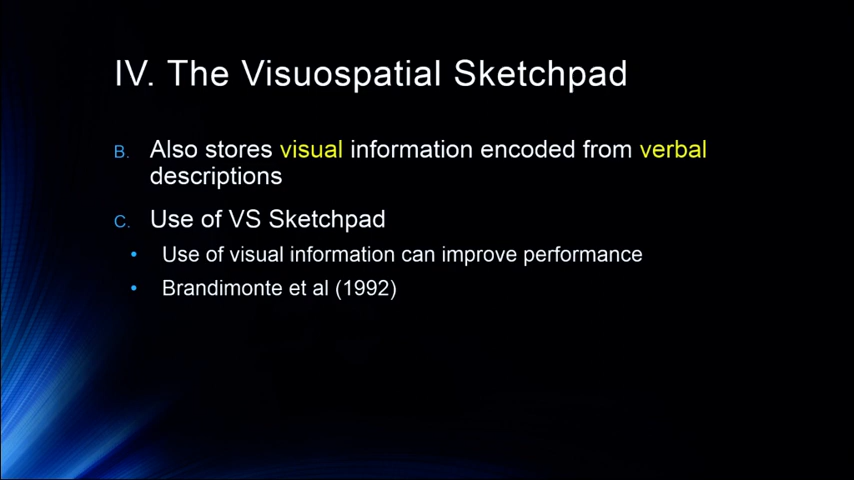 IV. The Visuospatial Sketchpad
B. Also stores visual information encoded from verbal
descriptions
C. Use of VS Sketchpad
• Use of visual information can improve performance
• Brandimonte et al (1992)